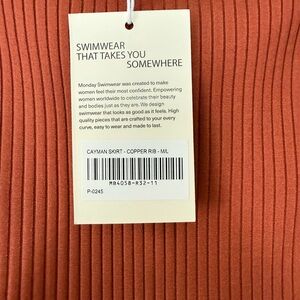 SWIMWEAR
THAT TAKES YOU
SOMEWHERE
Monday Swimwear was created to make
women feel their most confident. Empowering
women worldwide to celebrate their beauty
and bodies just as they are. We design
swimwear that looks as good as it feels. High
quality pieces that are crafted to your every
curve, easy to wear and made to last.
CAYMAN SKIRT - COPPER RIB - M/L
MB4058-R32-11
P-0245